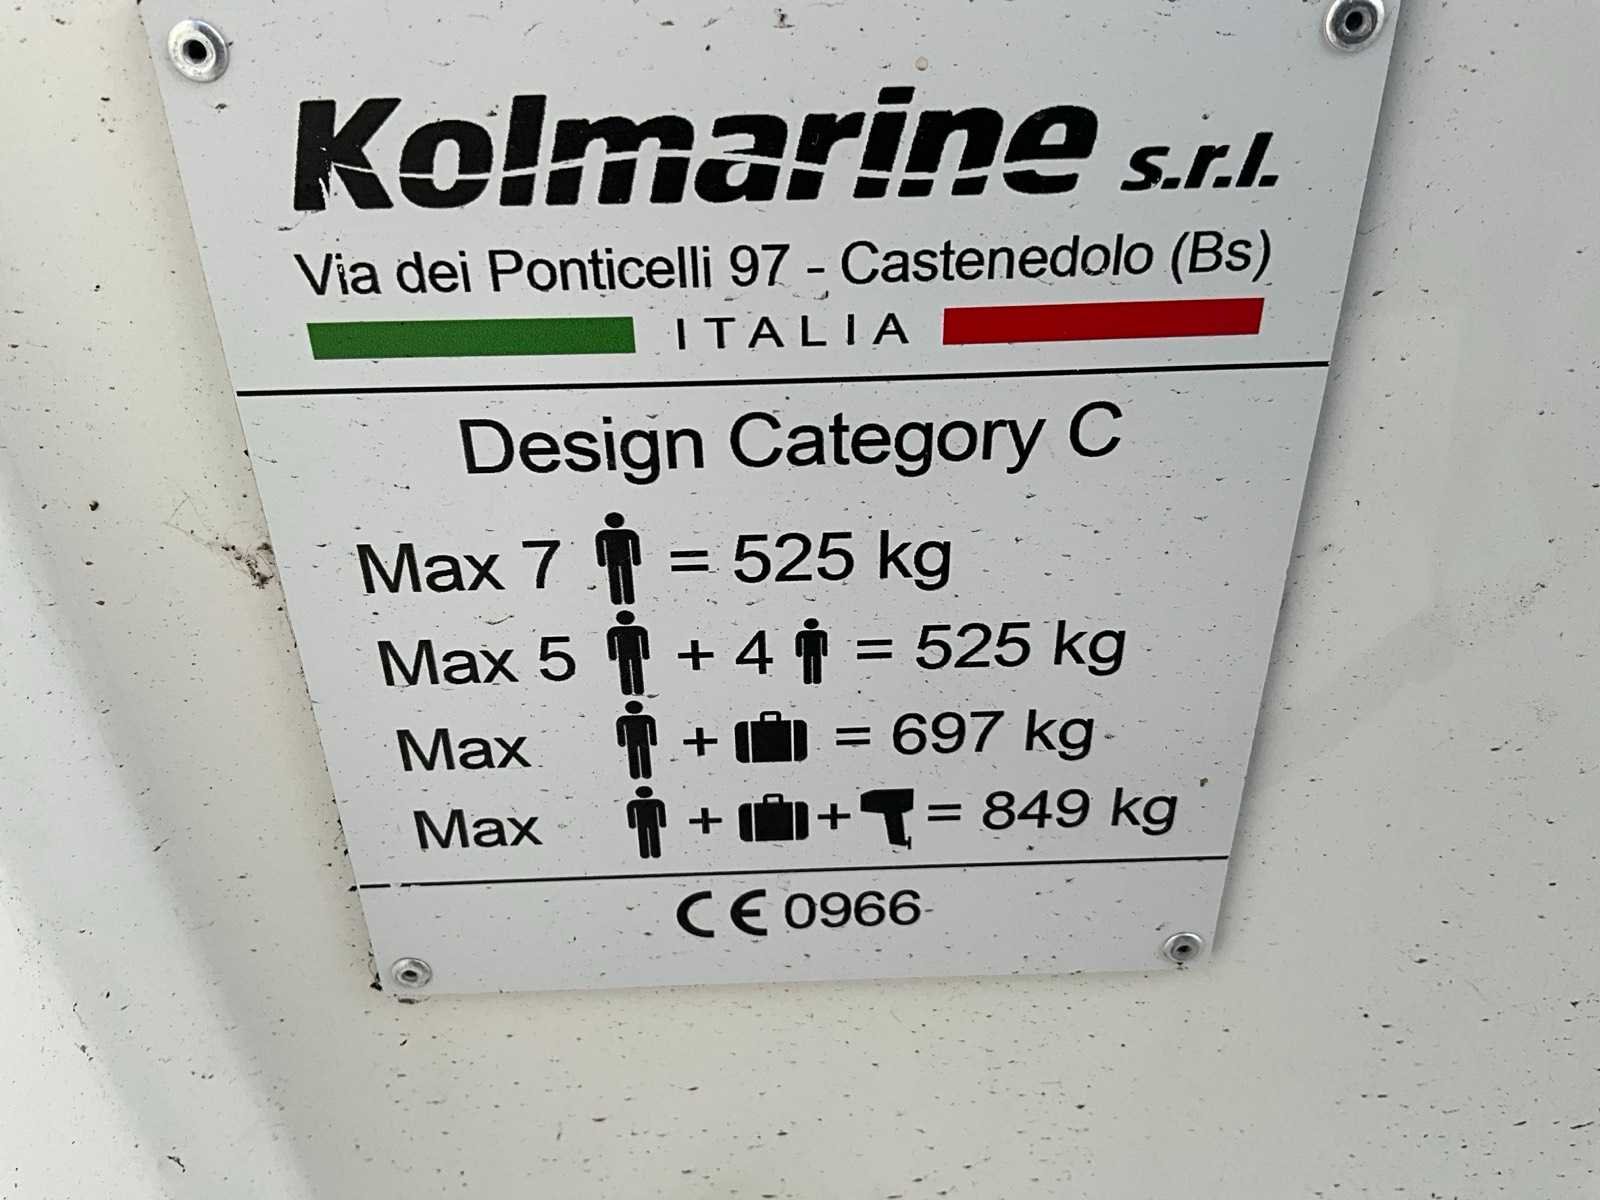 Kolmarine s.r.l.
Via dei Ponticelli 97 - Castenedolo (Bs)
ITALIA
Design Category C
Max 7 = 525 kg
Max 5 + 4 = 525 kg
Max + = 697 kg
Max + + = 849 kg
CE 0966